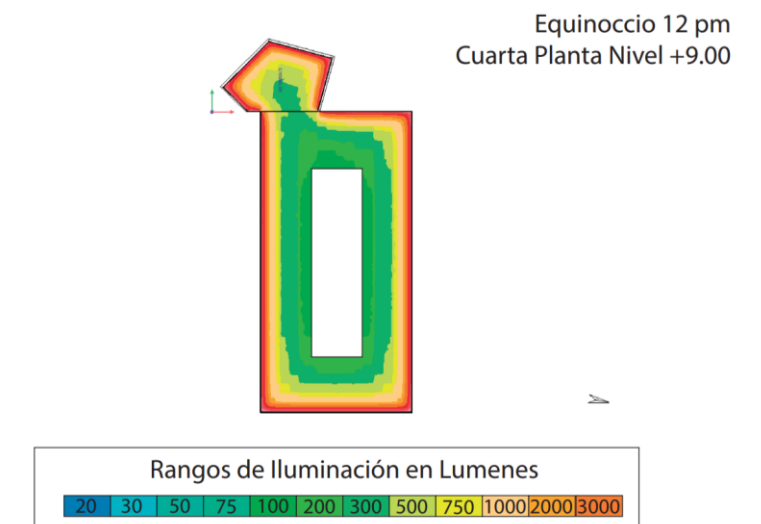 Equinoccio 12 pm
Cuarta Planta Nivel +9.00
Rangos de Iluminación en Lumenes
20 30 50 75 100 200 300 500 750 1000 2000 3000